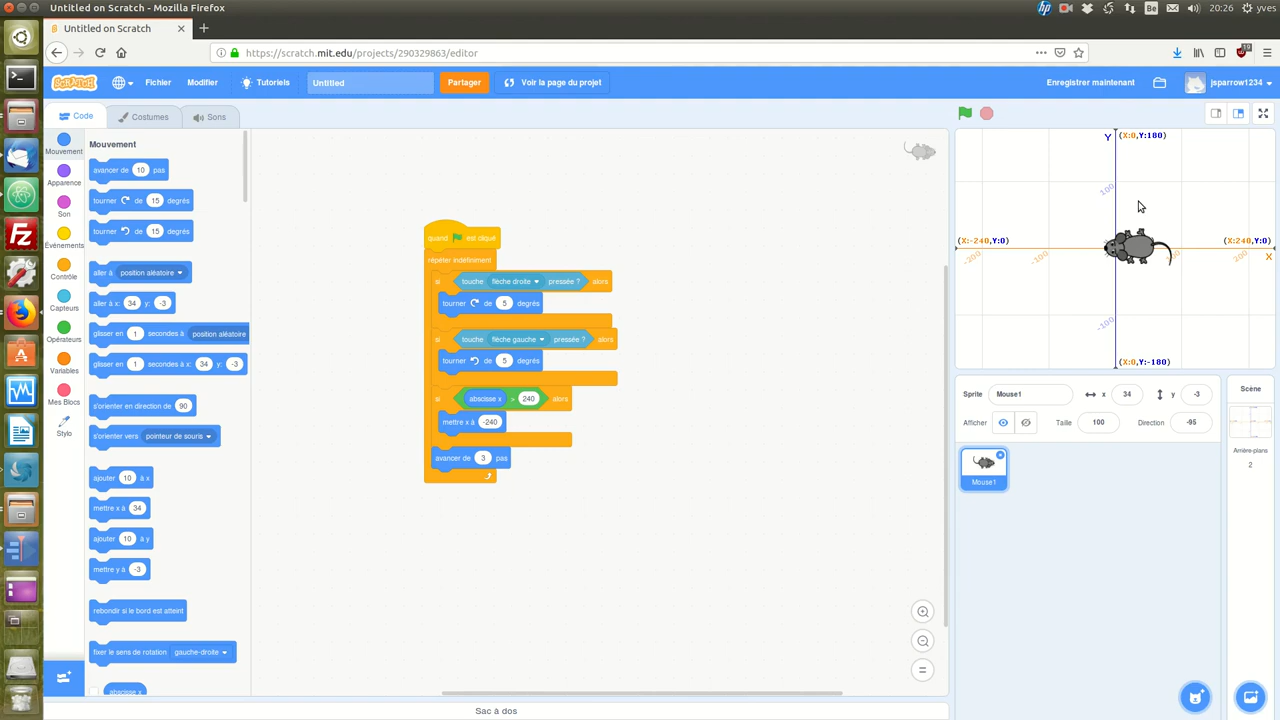 Untitled on Scratch - Mozilla Firefox
Be
20:26
yves
Untitled on Scratch
https://scratch.mit.edu/projects/290329863/editor
19
SCRATCH
Fichier
Modifier
Tutoriels
Untitled
Partager
Voir la page du projet
Enregistrer maintenant
jsparrow1234
Code
Costumes
Sons
Mouvement
Apparence
Son
Événements
Contrôle
Capteurs
Opérateurs
Variables
Mes Blocs
Stylo
Mouvement
avancer de 10 pas
tourner de 15 degrés
tourner de 15 degrés
aller à position aléatoire
aller à x: 34 y: -3
glisser en 1 secondes à position aléatoire
glisser en 1 secondes à x: 34 y: -3
s'orienter en direction de 90
s'orienter vers pointeur de souris
ajouter 10 à x
mettre x à 34
ajouter 10 à y
mettre y à -3
rebondir si le bord est atteint
fixer le sens de rotation gauche-droite
abscisse x
quand est cliqué
répéter indéfiniment
si touche flèche droite pressée ? alors
tourner de 5 degrés
si touche flèche gauche pressée ? alors
tourner de 5 degrés
si abscisse x > 240 alors
mettre x à -240
avancer de 3 pas
Sac à dos
Y
(X:0,Y:180)
100
(X:-240,Y:0)
(X:240,Y:0)
-200
-100
200
X
-100
(X:0,Y:-180)
Sprite Mouse1 x 34 y -3
Afficher Taille 100 Direction -95
Mouse1
Scène
Arrière-plans
2